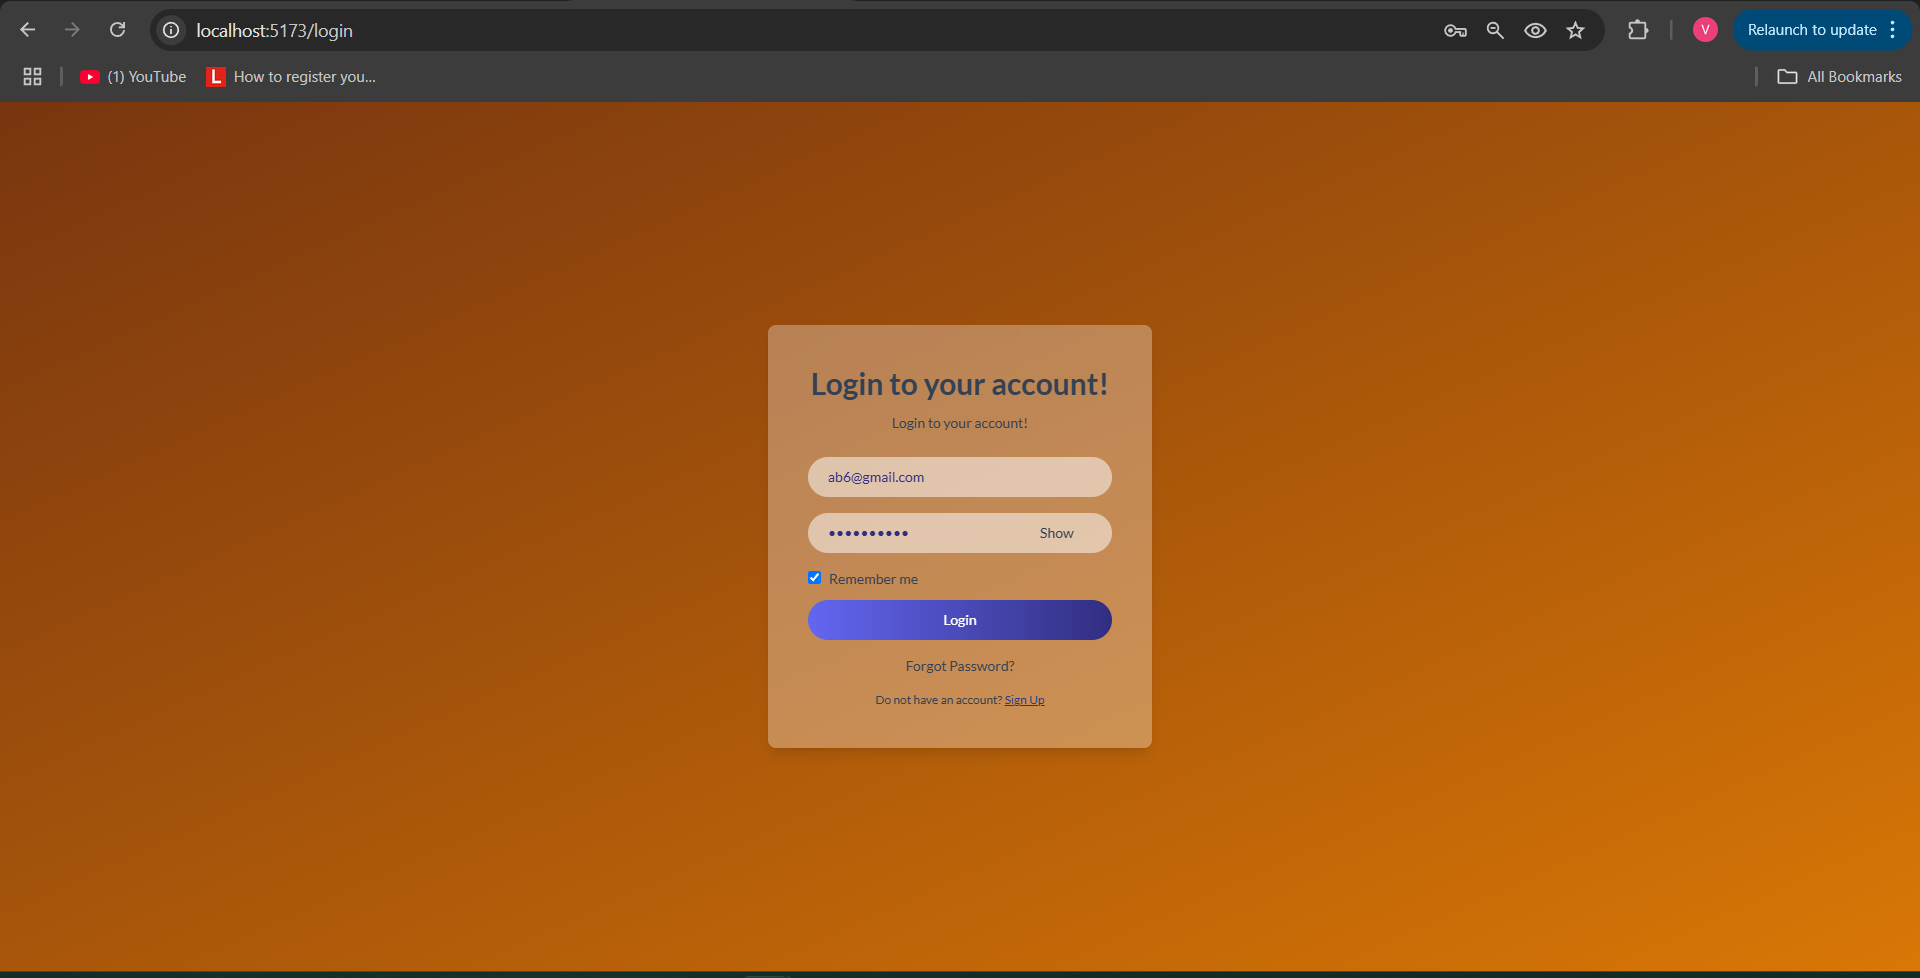 localhost:5173/login
V
Relaunch to update
(1) YouTube
L How to register you...
All Bookmarks
Login to your account!
Login to your account!
ab6@gmail.com
•••••••••• Show
Remember me
Login
Forgot Password?
Do not have an account? Sign Up